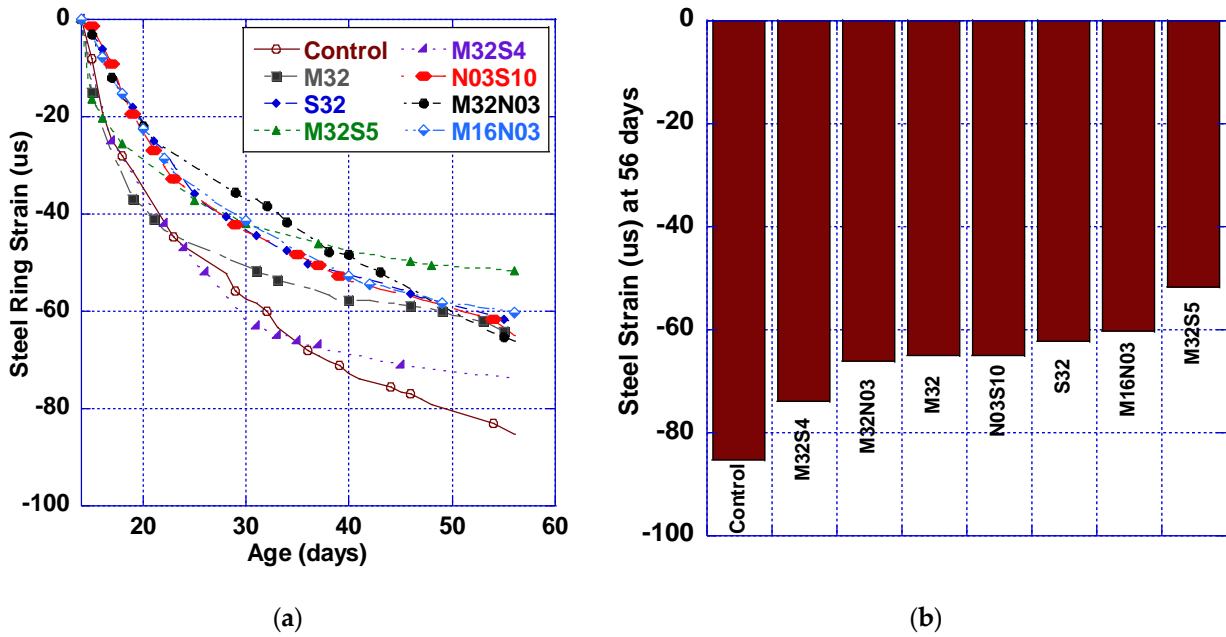 0
-20
-40
-60
-80
-100
Steel Ring Strain (us)
Control
M32
S32
M32S5
M32S4
N03S10
M32N03
M16N03
20
30
40
50
60
Age (days)
(a)
-0
-20
-40
-60
-80
-100
Steel Strain (us) at 56 days
Control
M32S4
M32N03
M32
N03S10
S32
M16N03
M32S5
(b)